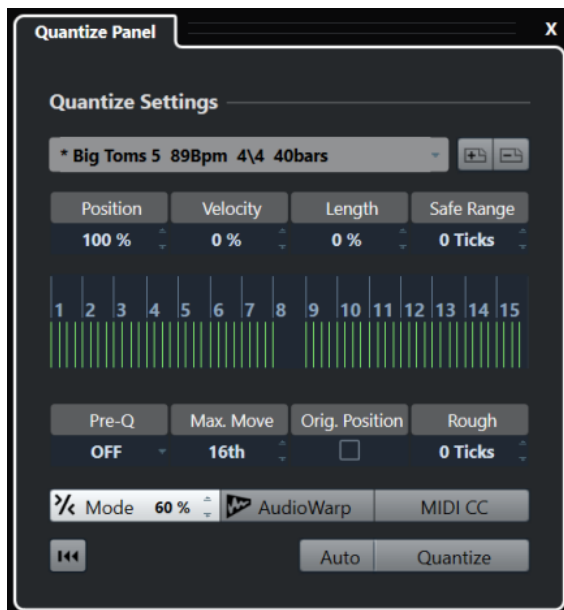 Quantize Panel X
Quantize Settings
* Big Toms 5 89Bpm 4\4 40bars
Position Velocity Length Safe Range
100 % 0 % 0 % 0 Ticks
1 2 3 4 5 6 7 8 9 10 11 12 13 14 15
Pre-Q Max. Move Orig. Position Rough
OFF 16th 0 Ticks
Mode 60 % AudioWarp MIDI CC
Auto Quantize